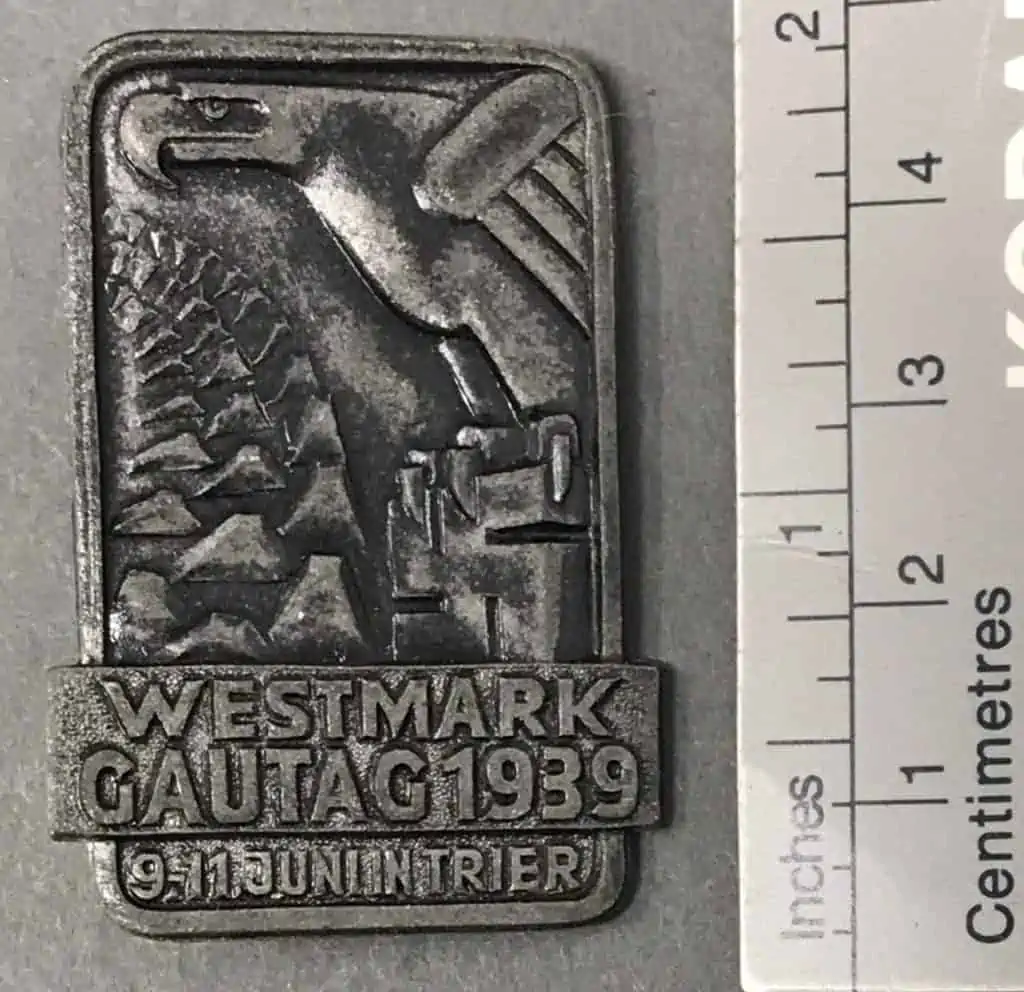 WESTMARK
GAUTAG 1939
9-11. JUNI IN TRIER
2
1
Inches
4
3
2
1
Centimetres